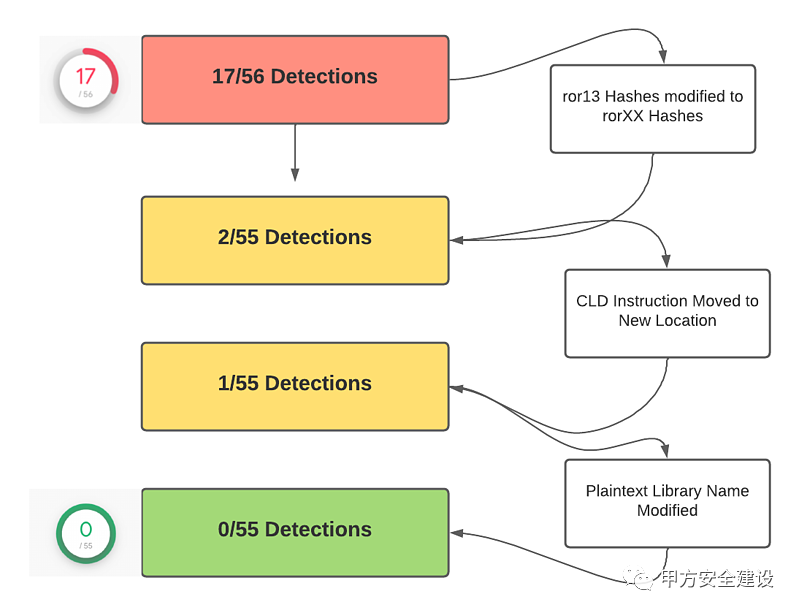 17
/ 56
17/56 Detections
ror13 Hashes modified to
rorXX Hashes
2/55 Detections
CLD Instruction Moved to
New Location
1/55 Detections
Plaintext Library Name
Modified
0
/ 55
0/55 Detections
甲方安全建设